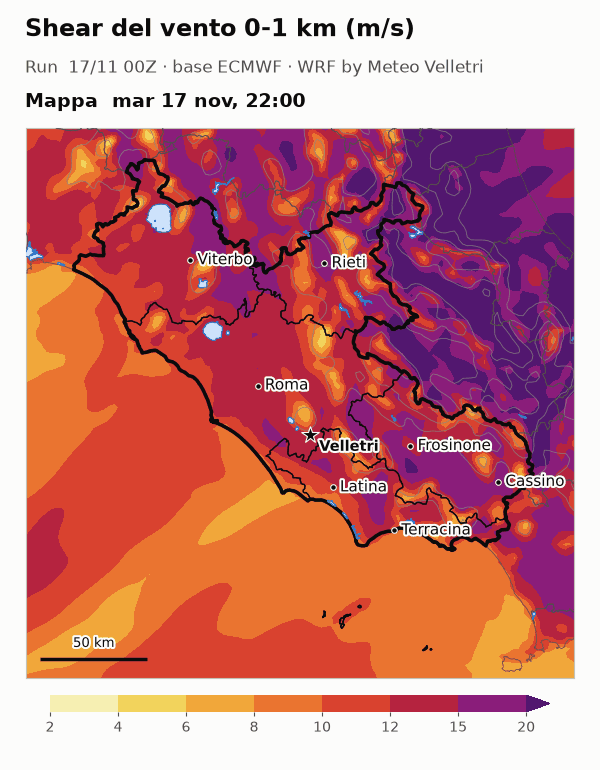 Shear del vento 0-1 km (m/s)
Run  17/11 00Z · base ECMWF · WRF by Meteo Velletri
Mappa  mar 17 nov, 22:00
Viterbo
Rieti
Roma
Velletri
Frosinone
Latina
Cassino
Terracina
50 km
2 4 6 8 10 12 15 20